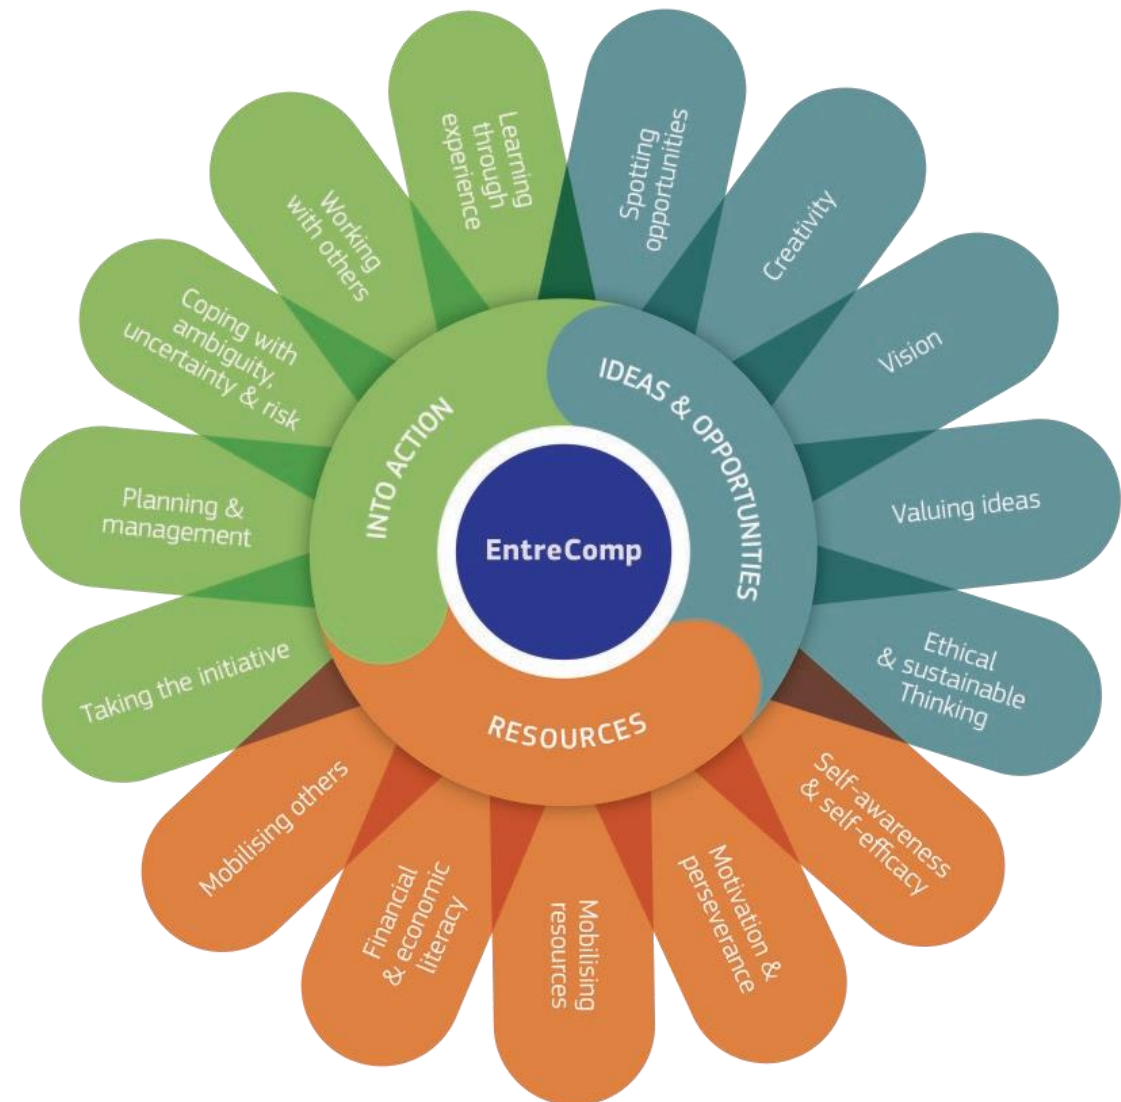 EntreComp
IDEAS & OPPORTUNITIES
Spotting
opportunities
Creativity
Vision
Valuing ideas
Ethical
& sustainable
Thinking
RESOURCES
Self-awareness
& self-efficacy
Motivation &
perseverance
Mobilising
resources
Financial
& economic
literacy
Mobilising others
INTO ACTION
Taking the initiative
Planning &
management
Coping with
ambiguity,
uncertainty & risk
Working
with others
Learning
through
experience